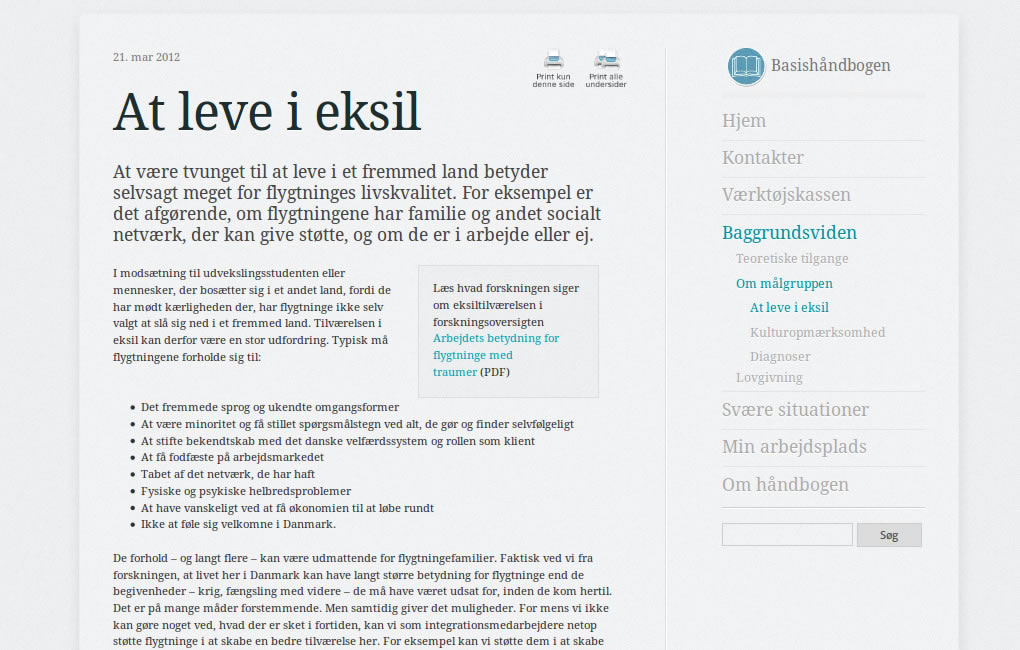 21. mar 2012
Print kun
denne side
Print alle
undersider
At leve i eksil
At være tvunget til at leve i et fremmed land betyder
selvsagt meget for flygtninges livskvalitet. For eksempel er
det afgørende, om flygtningene har familie og andet socialt
netværk, der kan give støtte, og om de er i arbejde eller ej.
I modsætning til udvekslingsstudenten eller
mennesker, der bosætter sig i et andet land, fordi de
har mødt kærligheden der, har flygtninge ikke selv
valgt at slå sig ned i et fremmed land. Tilværelsen i
eksil kan derfor være en stor udfordring. Typisk må
flygtningene forholde sig til:
Læs hvad forskningen siger
om eksiltilværelsen i
forskningsoversigten
Arbejdets betydning for
flygtninge med
traumer (PDF)
• Det fremmede sprog og ukendte omgangsformer
• At være minoritet og få stillet spørgsmålstegn ved alt, de gør og finder selvfølgeligt
• At stifte bekendtskab med det danske velfærdssystem og rollen som klient
• At få fodfæste på arbejdsmarkedet
• Tabet af det netværk, de har haft
• Fysiske og psykiske helbredsproblemer
• At have vanskeligt ved at få økonomien til at løbe rundt
• Ikke at føle sig velkomne i Danmark.
De forhold – og langt flere – kan være udmattende for flygtningefamilier. Faktisk ved vi fra
forskningen, at livet her i Danmark kan have langt større betydning for flygtninge end de
begivenheder – krig, fængsling med videre – de må have været udsat for, inden de kom hertil.
Det er på mange måder forstemmende. Men samtidig giver det muligheder. For mens vi ikke
kan gøre noget ved, hvad der er sket i fortiden, kan vi som integrationsmedarbejdere netop
støtte flygtninge i at skabe en bedre tilværelse her. For eksempel kan vi støtte dem i at skabe
Basishåndbogen
Hjem
Kontakter
Værktøjskassen
Baggrundsviden
Teoretiske tilgange
Om målgruppen
At leve i eksil
Kulturopmærksomhed
Diagnoser
Lovgivning
Svære situationer
Min arbejdsplads
Om håndbogen
Søg